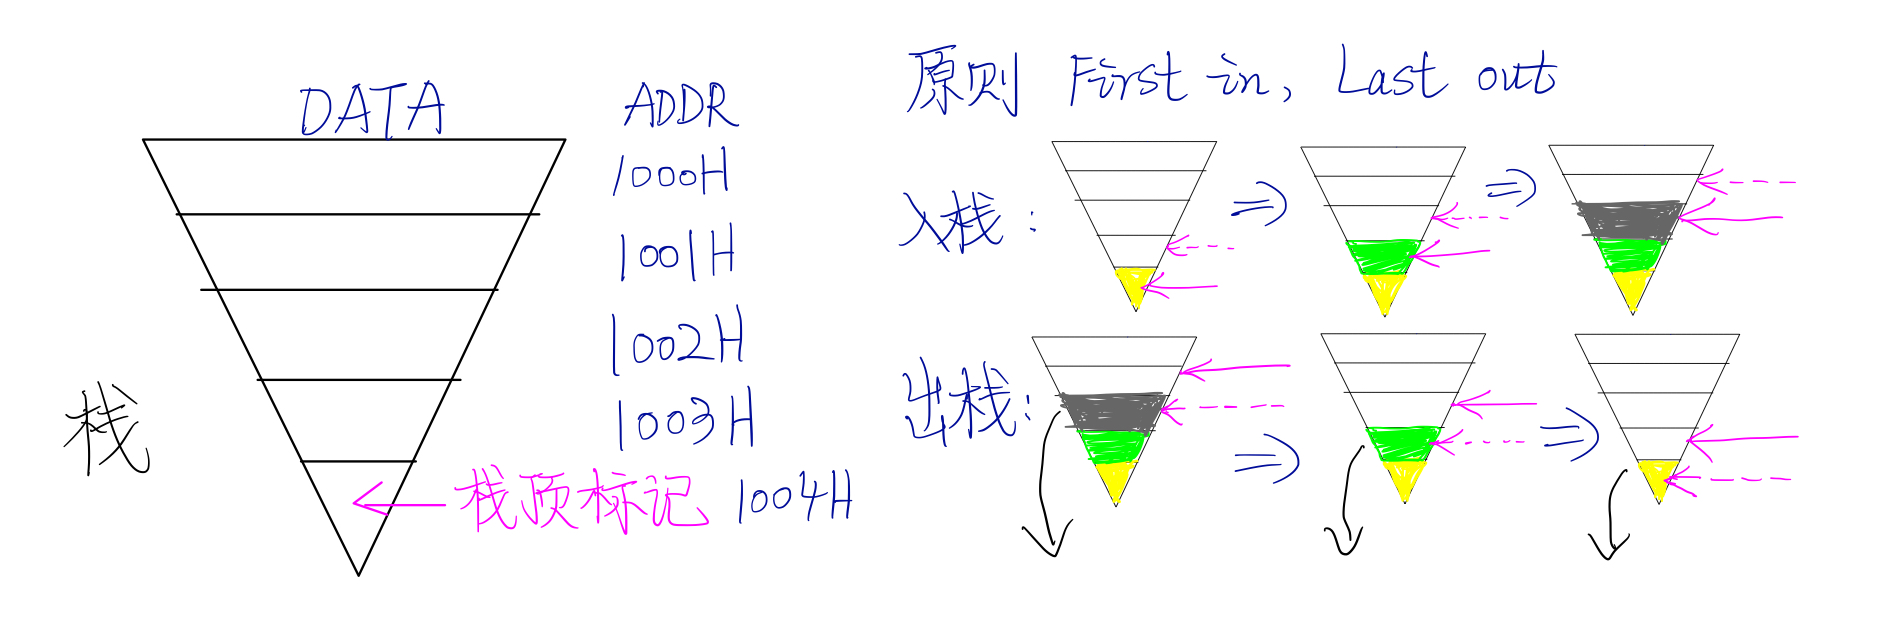 DATA
ADDR
1000H
1001H
1002H
1003H
栈顶标记 1004H
栈
原则 First in, Last out
入栈:
出栈: